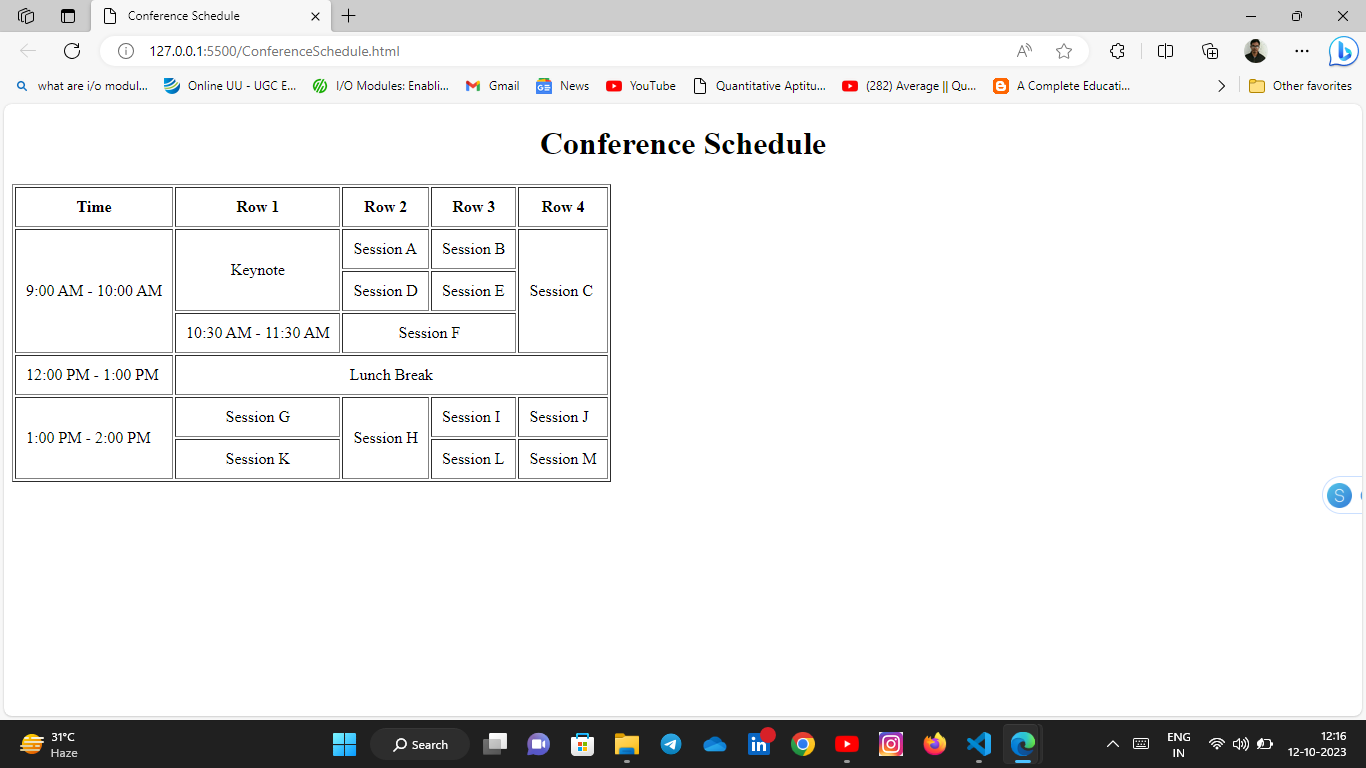 Conference Schedule
127.0.0.1:5500/ConferenceSchedule.html
what are i/o modul... Online UU - UGC E... I/O Modules: Enabli... Gmail News YouTube Quantitative Aptitu... (282) Average || Qu... A Complete Educati... Other favorites
Conference Schedule
Time Row 1 Row 2 Row 3 Row 4
9:00 AM - 10:00 AM Keynote Session A Session B Session C
Session D Session E
10:30 AM - 11:30 AM Session F
12:00 PM - 1:00 PM Lunch Break
1:00 PM - 2:00 PM Session G Session H Session I Session J
Session K Session L Session M
S
31°C
Haze
Search
ENG
IN
12:16
12-10-2023